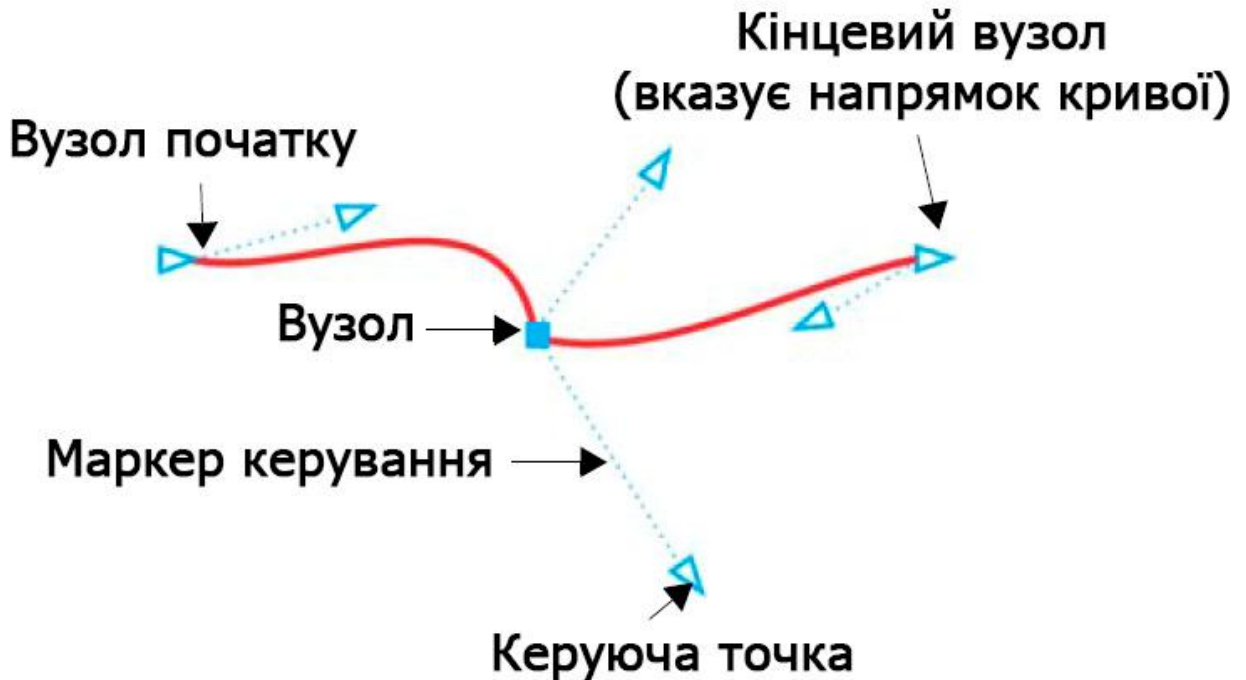 Кінцевий вузол
(вказує напрямок кривої)
Вузол початку
Вузол
Маркер керування
Керуюча точка